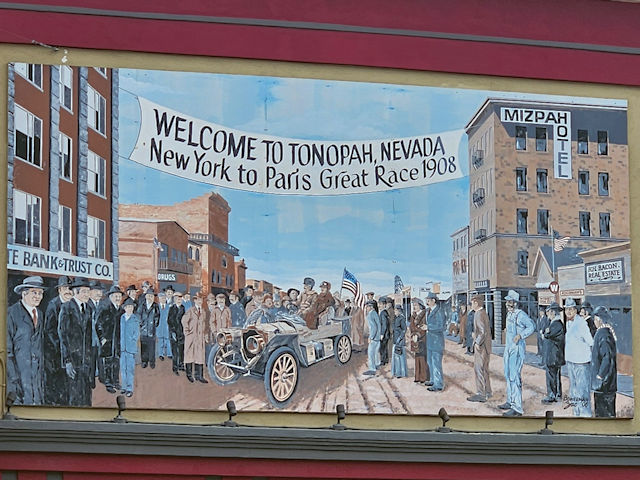 WELCOME TO TONOPAH, NEVADA
New York to Paris Great Race 1908
MIZPAH
HOTEL
TE BANK & TRUST CO.
DRUGS
JOE BACON
REAL ESTATE
W